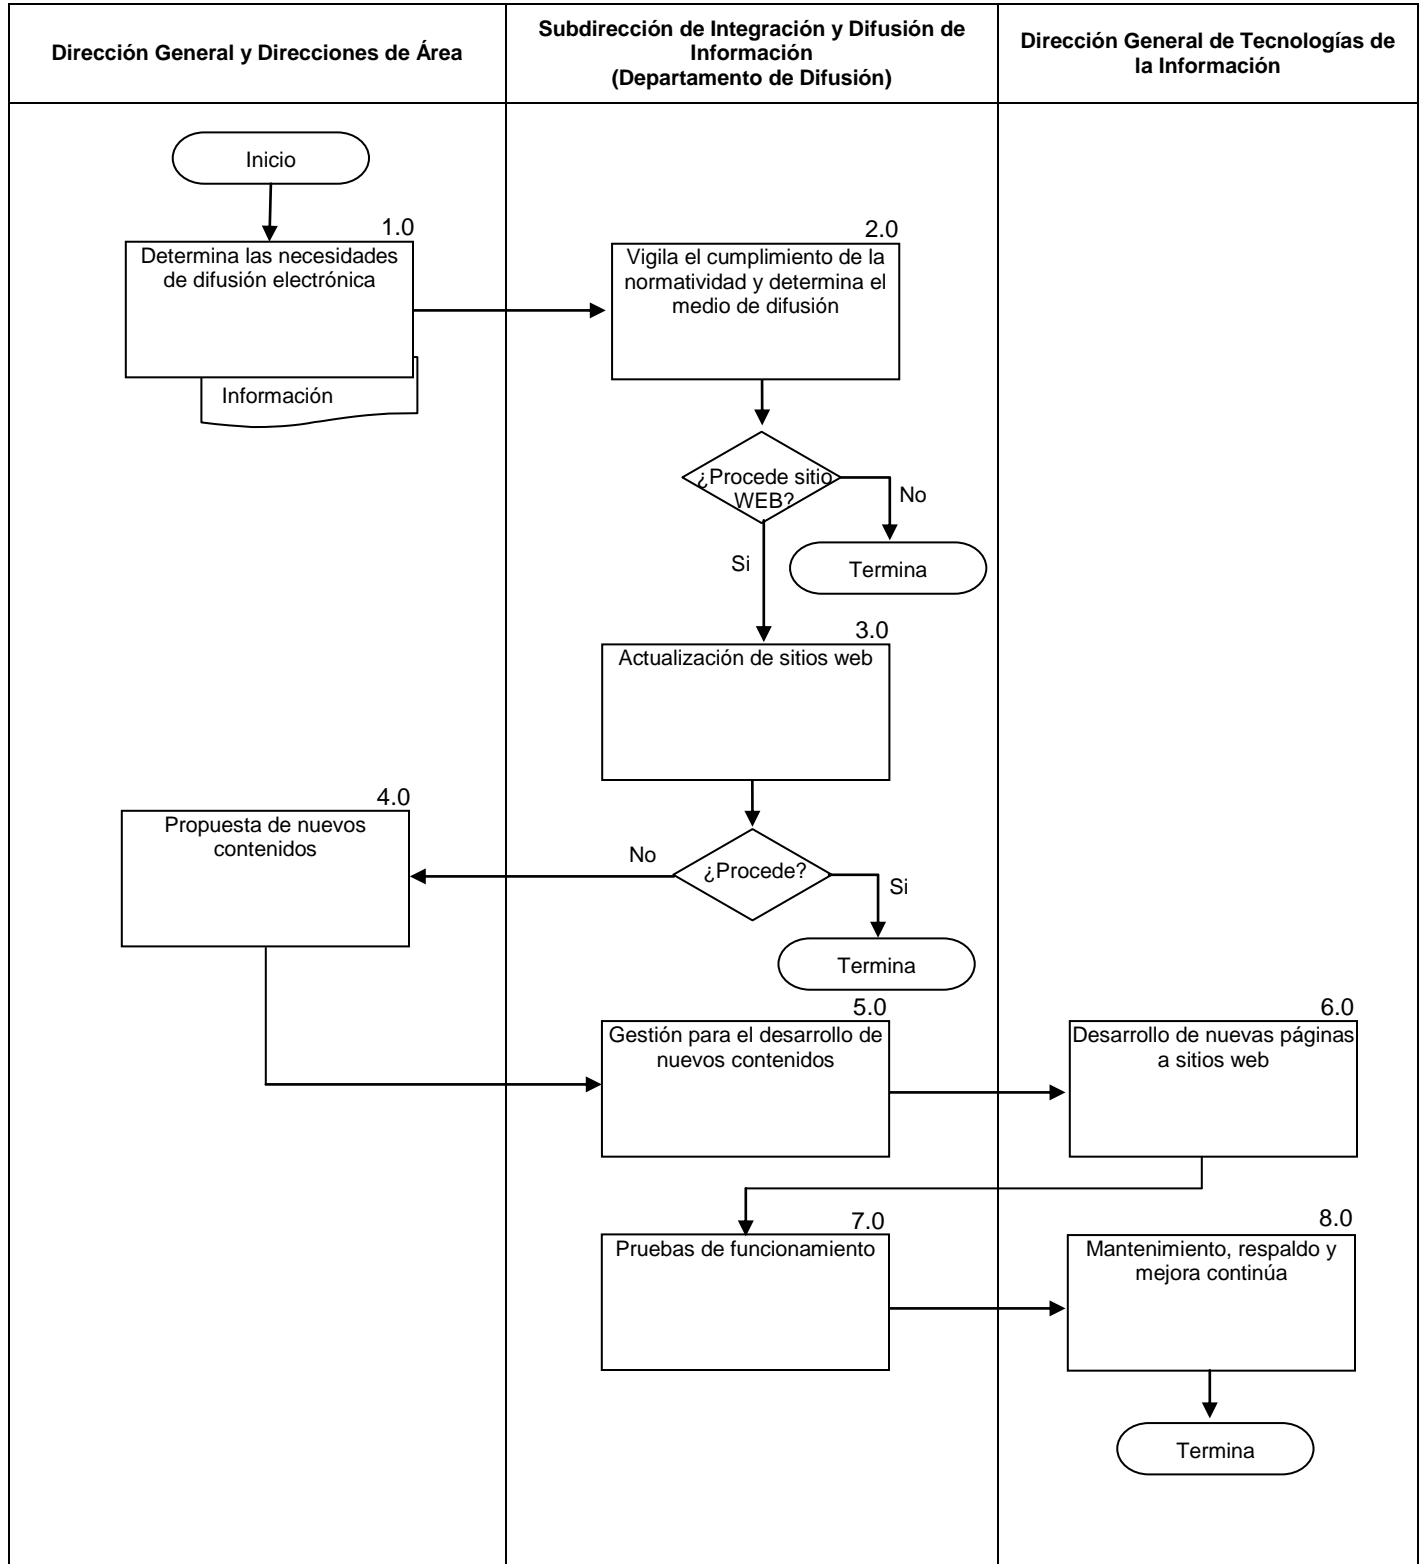 Dirección General y Direcciones de Área
Subdirección de Integración y Difusión de
Información
(Departamento de Difusión)
Dirección General de Tecnologías de
la Información
Inicio
1.0
Determina las necesidades
de difusión electrónica
Información
2.0
Vigila el cumplimiento de la
normatividad y determina el
medio de difusión
¿Procede sitio
WEB?
No
Termina
Si
3.0
Actualización de sitios web
4.0
Propuesta de nuevos
contenidos
No
¿Procede?
Si
Termina
5.0
Gestión para el desarrollo de
nuevos contenidos
6.0
Desarrollo de nuevas páginas
a sitios web
7.0
Pruebas de funcionamiento
8.0
Mantenimiento, respaldo y
mejora continúa
Termina